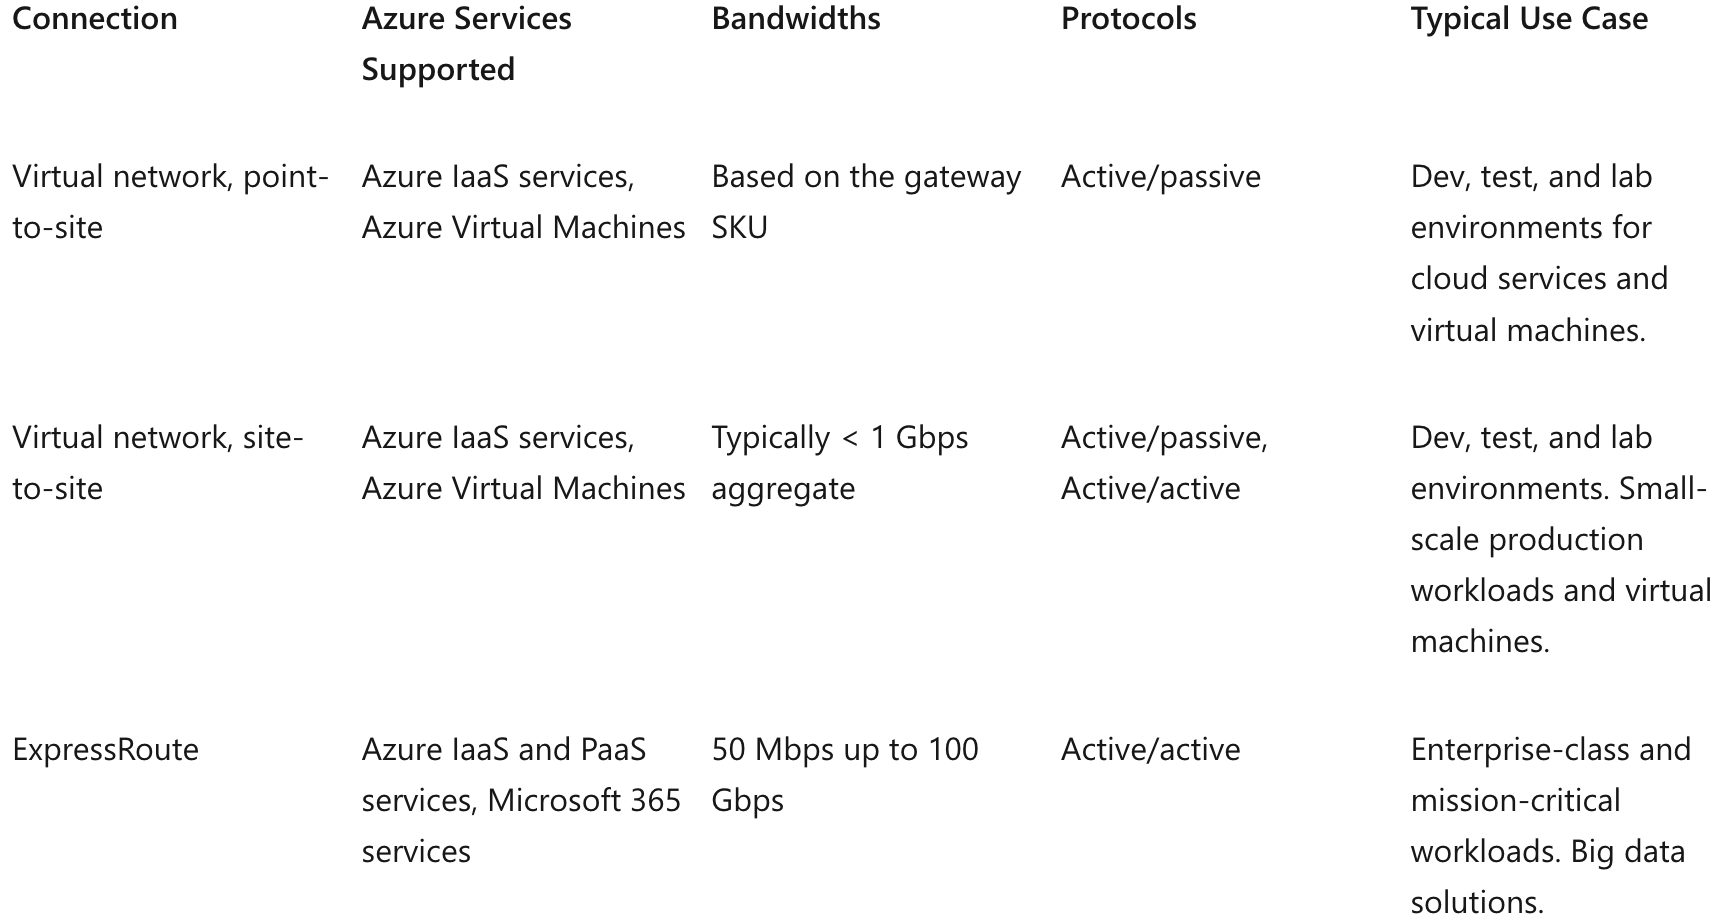 Connection
Azure Services
Supported
Bandwidths
Protocols
Typical Use Case
Virtual network, point-
to-site
Azure IaaS services,
Azure Virtual Machines
Based on the gateway
SKU
Active/passive
Dev, test, and lab
environments for
cloud services and
virtual machines.
Virtual network, site-
to-site
Azure IaaS services,
Azure Virtual Machines
Typically < 1 Gbps
aggregate
Active/passive,
Active/active
Dev, test, and lab
environments. Small-
scale production
workloads and virtual
machines.
ExpressRoute
Azure IaaS and PaaS
services, Microsoft 365
services
50 Mbps up to 100
Gbps
Active/active
Enterprise-class and
mission-critical
workloads. Big data
solutions.